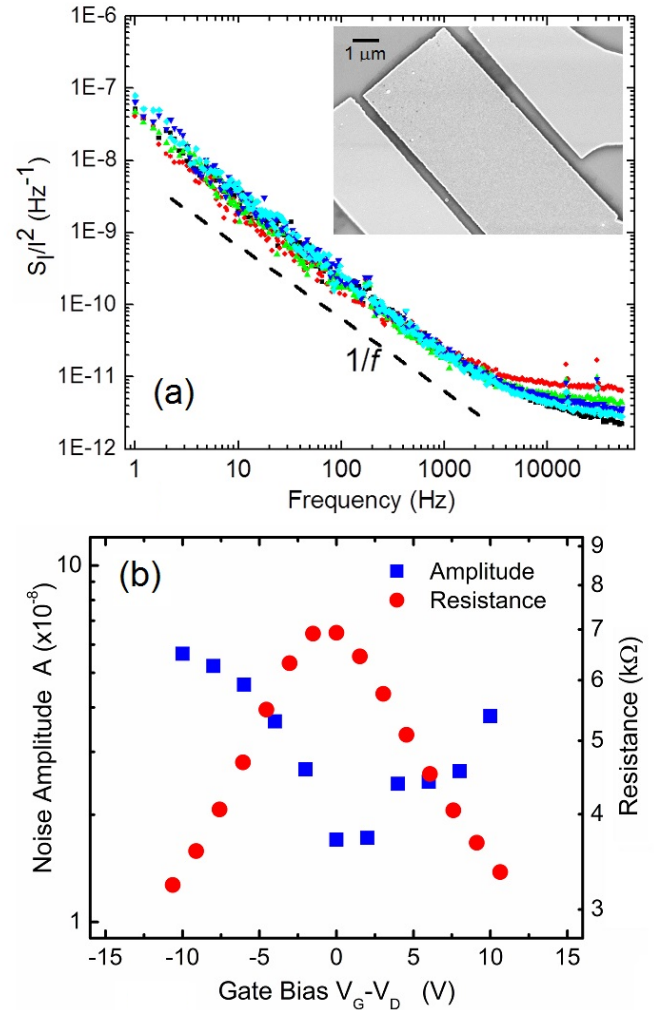 1E-6
1E-7
1E-8
1E-9
1E-10
1E-11
1E-12
S_I/I² (Hz⁻¹)
1 μm
1/f
(a)
1 10 100 1000 10000
Frequency (Hz)
(b)
Amplitude
Resistance
10
1
Noise Amplitude A (x10⁻⁸)
9
8
7
6
5
4
3
Resistance (kΩ)
-15 -10 -5 0 5 10 15
Gate Bias V_G-V_D (V)